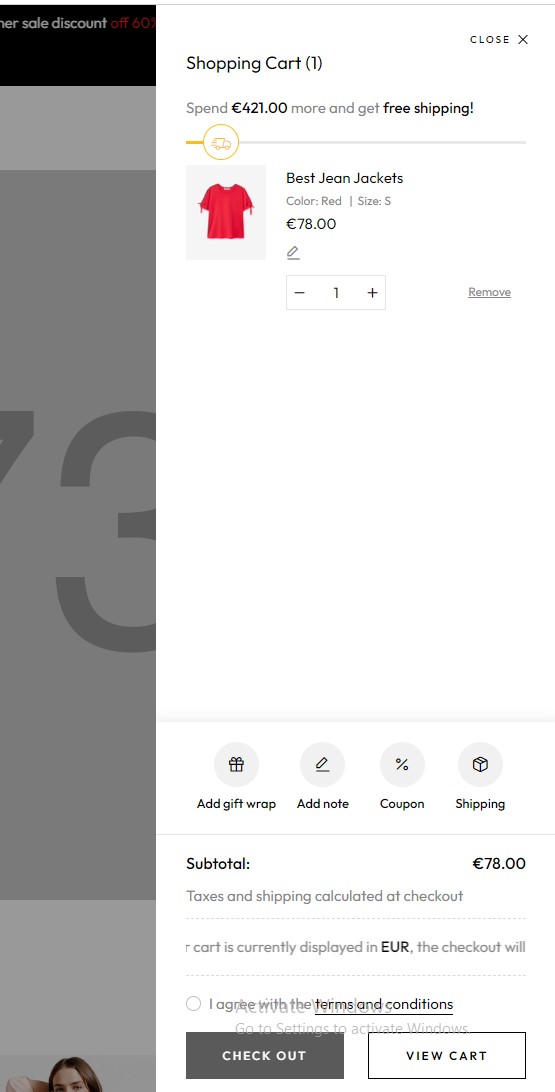 ner sale discount off 60%
CLOSE
Shopping Cart (1)
Spend €421.00 more and get free shipping!
Best Jean Jackets
Color: Red | Size: S
€78.00
1
Remove
73
Add gift wrap
Add note
Coupon
Shipping
Subtotal:
€78.00
Taxes and shipping calculated at checkout
r cart is currently displayed in EUR, the checkout will
I agree with the terms and conditions
Activate Windows
Go to Settings to activate Windows.
CHECK OUT
VIEW CART